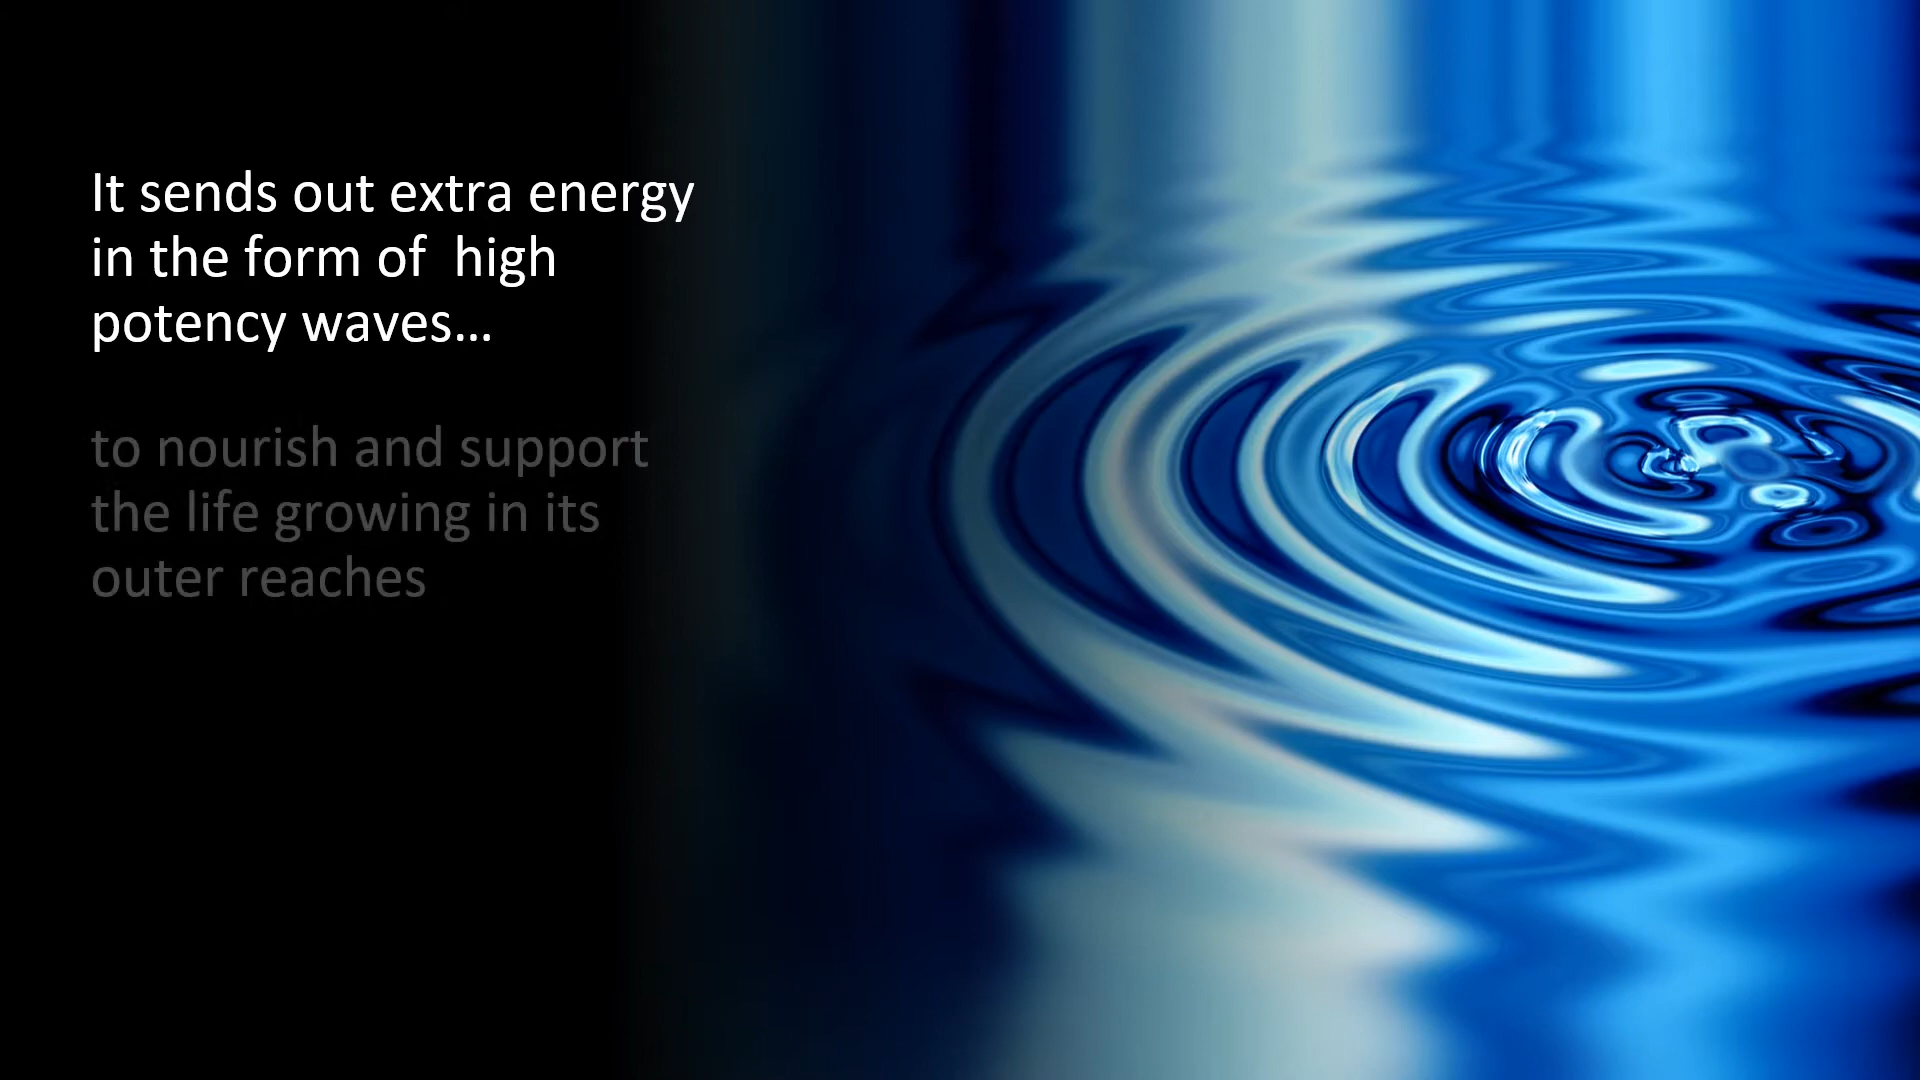 It sends out extra energy
in the form of  high
potency waves…
to nourish and support
the life growing in its
outer reaches